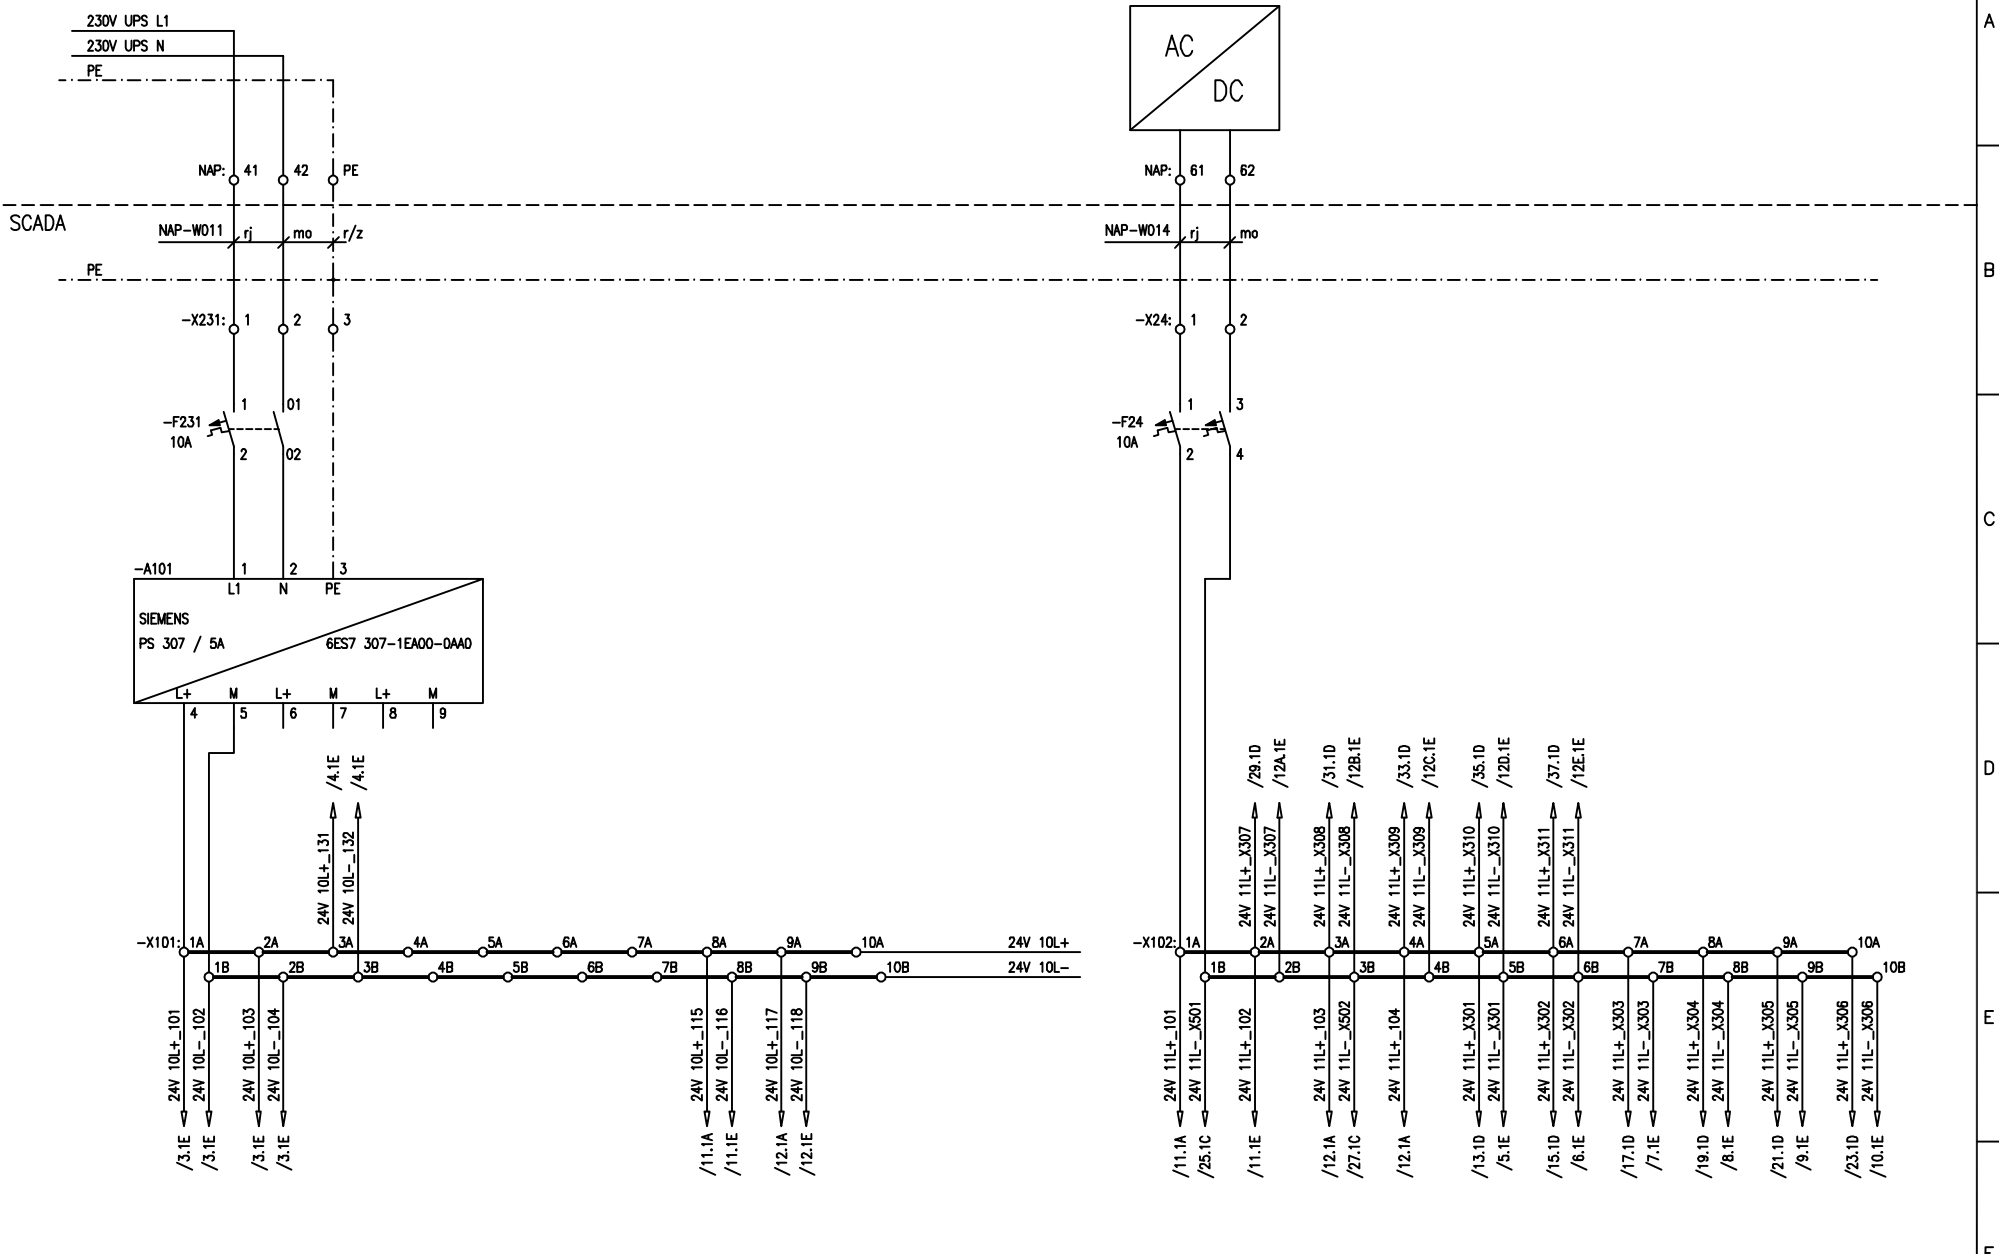 230V UPS L1
230V UPS N
PE
AC
DC
A
NAP: 41 42 PE
NAP: 61 62
SCADA
NAP-W011 rj mo r/z
NAP-W014 rj mo
PE
B
-X231: 1 2 3
-X24: 1 2
1 01
-F231
10A
2 02
1 3
-F24
10A
2 4
C
-A101 1 2 3
L1 N PE
SIEMENS
PS 307 / 5A 6ES7 307-1EA00-0AA0
L+ M L+ M L+ M
4 5 6 7 8 9
D
/4.1E /4.1E
24V 10L+_131
24V 10L-_132
/29.1D /12A.1E /31.1D /12B.1E /33.1D /12C.1E /35.1D /12D.1E /37.1D /12E.1E
24V 11L+_X307
24V 11L-_X307
24V 11L+_X308
24V 11L-_X308
24V 11L+_X309
24V 11L-_X309
24V 11L+_X310
24V 11L-_X310
24V 11L+_X311
24V 11L-_X311
-X101: 1A 2A 3A 4A 5A 6A 7A 8A 9A 10A 24V 10L+
1B 2B 3B 4B 5B 6B 7B 8B 9B 10B 24V 10L-
-X102: 1A 2A 3A 4A 5A 6A 7A 8A 9A 10A
1B 2B 3B 4B 5B 6B 7B 8B 9B 10B
E
24V 10L+_101
24V 10L-_102
24V 10L+_103
24V 10L-_104
24V 10L+_115
24V 10L-_116
24V 10L+_117
24V 10L-_118
24V 11L+_101
24V 11L-_X501
24V 11L+_102
24V 11L+_103
24V 11L-_X502
24V 11L+_104
24V 11L+_X301
24V 11L-_X301
24V 11L+_X302
24V 11L-_X302
24V 11L+_X303
24V 11L-_X303
24V 11L+_X304
24V 11L-_X304
24V 11L+_X305
24V 11L-_X305
24V 11L+_X306
24V 11L-_X306
/3.1E /3.1E /3.1E /3.1E /11.1A /11.1E /12.1A /12.1E
/11.1A /25.1C /11.1E /12.1A /27.1C /12.1A /13.1D /5.1E /15.1D /6.1E /17.1D /7.1E /19.1D /8.1E /21.1D /9.1E /23.1D /10.1E